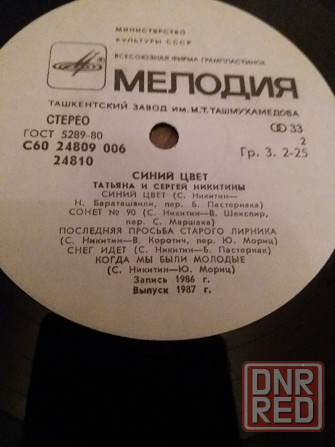 МИНИСТЕРСТВО
КУЛЬТУРЫ СССР
ВСЕСОЮЗНАЯ ФИРМА ГРАМПЛАСТИНОК
МЕЛОДИЯ
ТАШКЕНТСКИЙ ЗАВОД ИМ. М.Т. ТАШМУХАМЕДОВА
СТЕРЕО
33
ГОСТ 5289-80
2
С60 24809 006
Гр. 3. 2-25
24810
СИНИЙ ЦВЕТ
ТАТЬЯНА И СЕРГЕЙ НИКИТИНЫ
СИНИЙ ЦВЕТ (С. Никитин—
Н. Бараташвили, пер. Б. Пастернака)
СОНЕТ № 90 (С. Никитин—В. Шекспир,
пер. С. Маршака)
ПОСЛЕДНЯЯ ПРОСЬБА СТАРОГО ЛИРНИКА
(С. Никитин—В. Коротич, пер. Ю. Мориц)
СНЕГ ИДЕТ (С. Никитин—Б. Пастернак)
КОГДА МЫ БЫЛИ МОЛОДЫЕ
(С. Никитин—Ю. Мориц)
Запись 1986 г.
Выпуск 1987 г.
DNR
RED